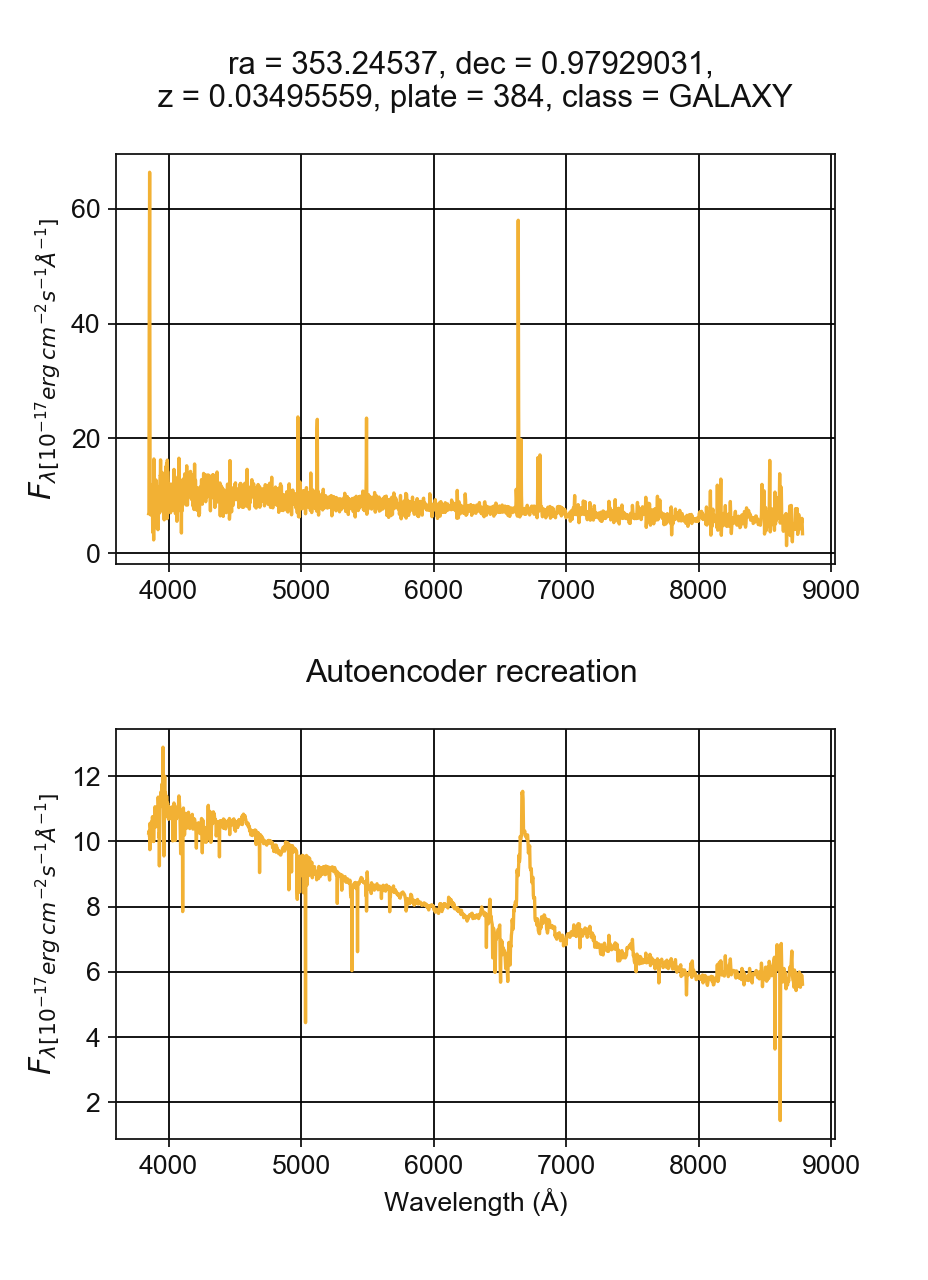 ra = 353.24537, dec = 0.97929031,
z = 0.03495559, plate = 384, class = GALAXY
F_λ[10^{-17} erg cm^{-2} s^{-1} Å^{-1}]
60
40
20
0
4000 5000 6000 7000 8000 9000
Autoencoder recreation
F_λ[10^{-17} erg cm^{-2} s^{-1} Å^{-1}]
12
10
8
6
4
2
4000 5000 6000 7000 8000 9000
Wavelength (Å)